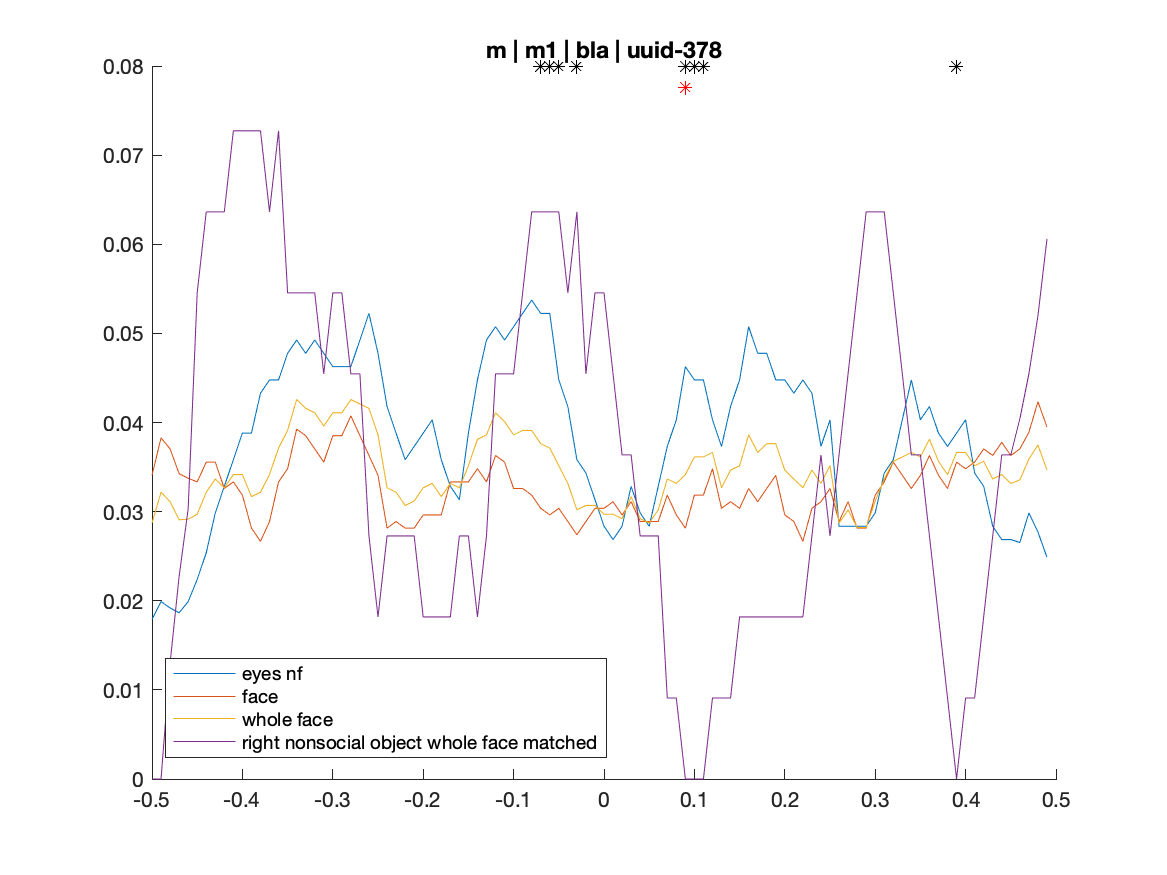 m | m1 | bla | uuid-378
0.08
0.07
0.06
0.05
0.04
0.03
0.02
0.01
0
eyes nf
face
whole face
right nonsocial object whole face matched
-0.5 -0.4 -0.3 -0.2 -0.1 0 0.1 0.2 0.3 0.4 0.5